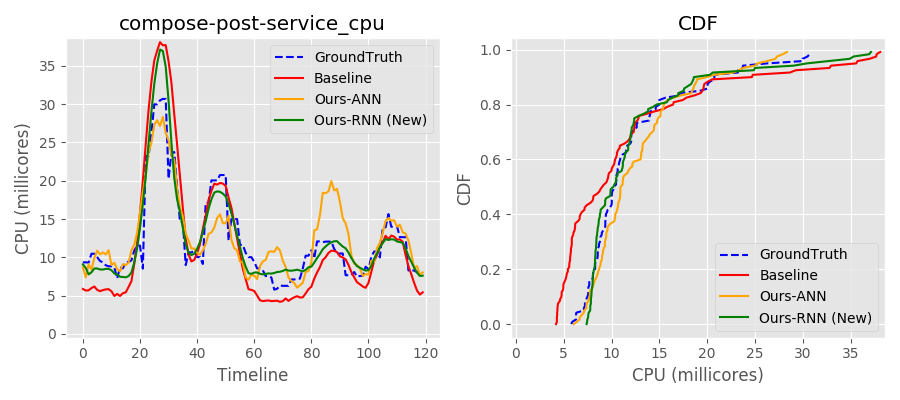 compose-post-service_cpu
CPU (millicores)
35
30
25
20
15
10
5
0
0 20 40 60 80 100 120
Timeline
GroundTruth
Baseline
Ours-ANN
Ours-RNN (New)
CDF
CDF
1.0
0.8
0.6
0.4
0.2
0.0
0 5 10 15 20 25 30 35
CPU (millicores)
GroundTruth
Baseline
Ours-ANN
Ours-RNN (New)